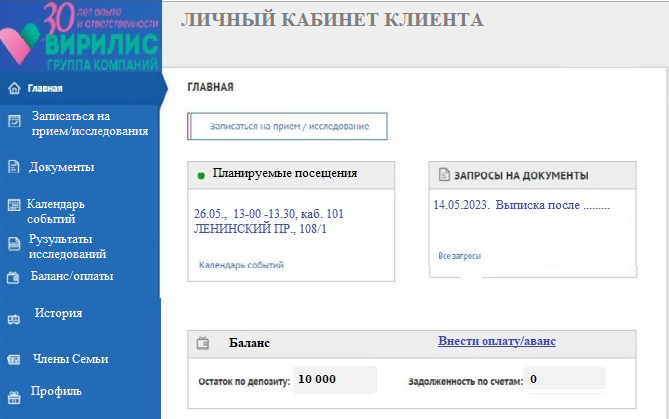 30 лет опыта
и ответственности
ВИРИЛИС
ГРУППА КОМПАНИЙ
ЛИЧНЫЙ КАБИНЕТ КЛИЕНТА
Главная
Записаться на
прием/исследования
Документы
Календарь
событий
Рузультаты
исследований
Баланс/оплаты
История
Члены Семьи
Профиль
ГЛАВНАЯ
Записаться на прием / исследование
Планируемые посещения
26.05., 13-00 -13.30, каб. 101
ЛЕНИНСКИЙ ПР., 108/1
Календарь событий
ЗАПРОСЫ НА ДОКУМЕНТЫ
14.05.2023. Выписка после .........
Все запросы
Баланс
Внести оплату/аванс
Остаток по депозиту: 10 000
Задолженность по счетам: 0